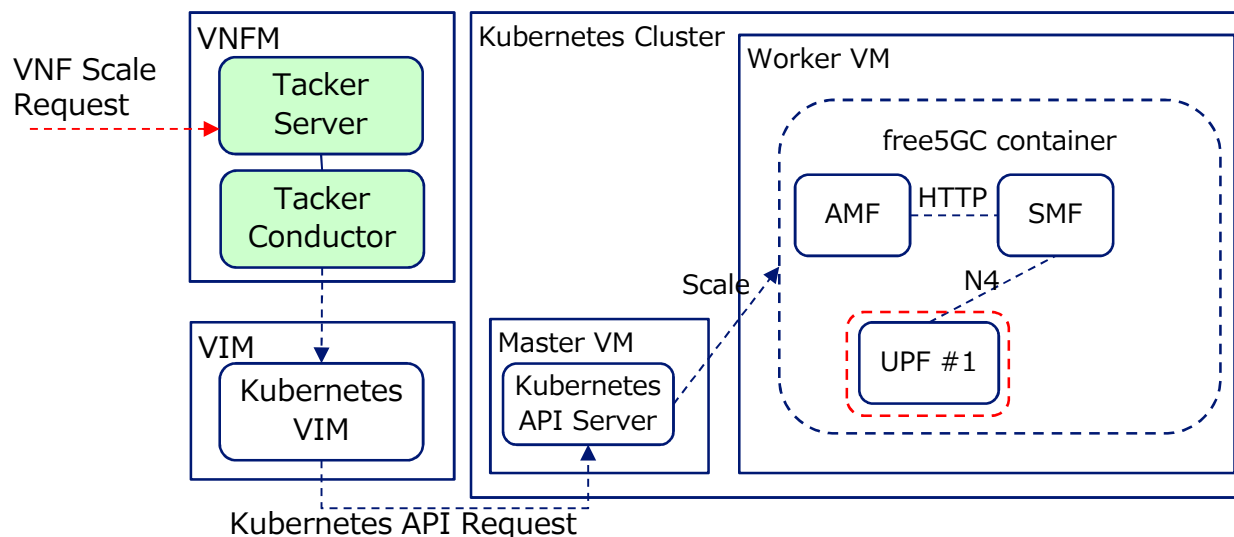 VNF Scale
Request
VNFM
Tacker
Server
Tacker
Conductor
VIM
Kubernetes
VIM
Kubernetes API Request
Kubernetes Cluster
Master VM
Kubernetes
API Server
Scale
Worker VM
free5GC container
AMF
HTTP
SMF
N4
UPF #1